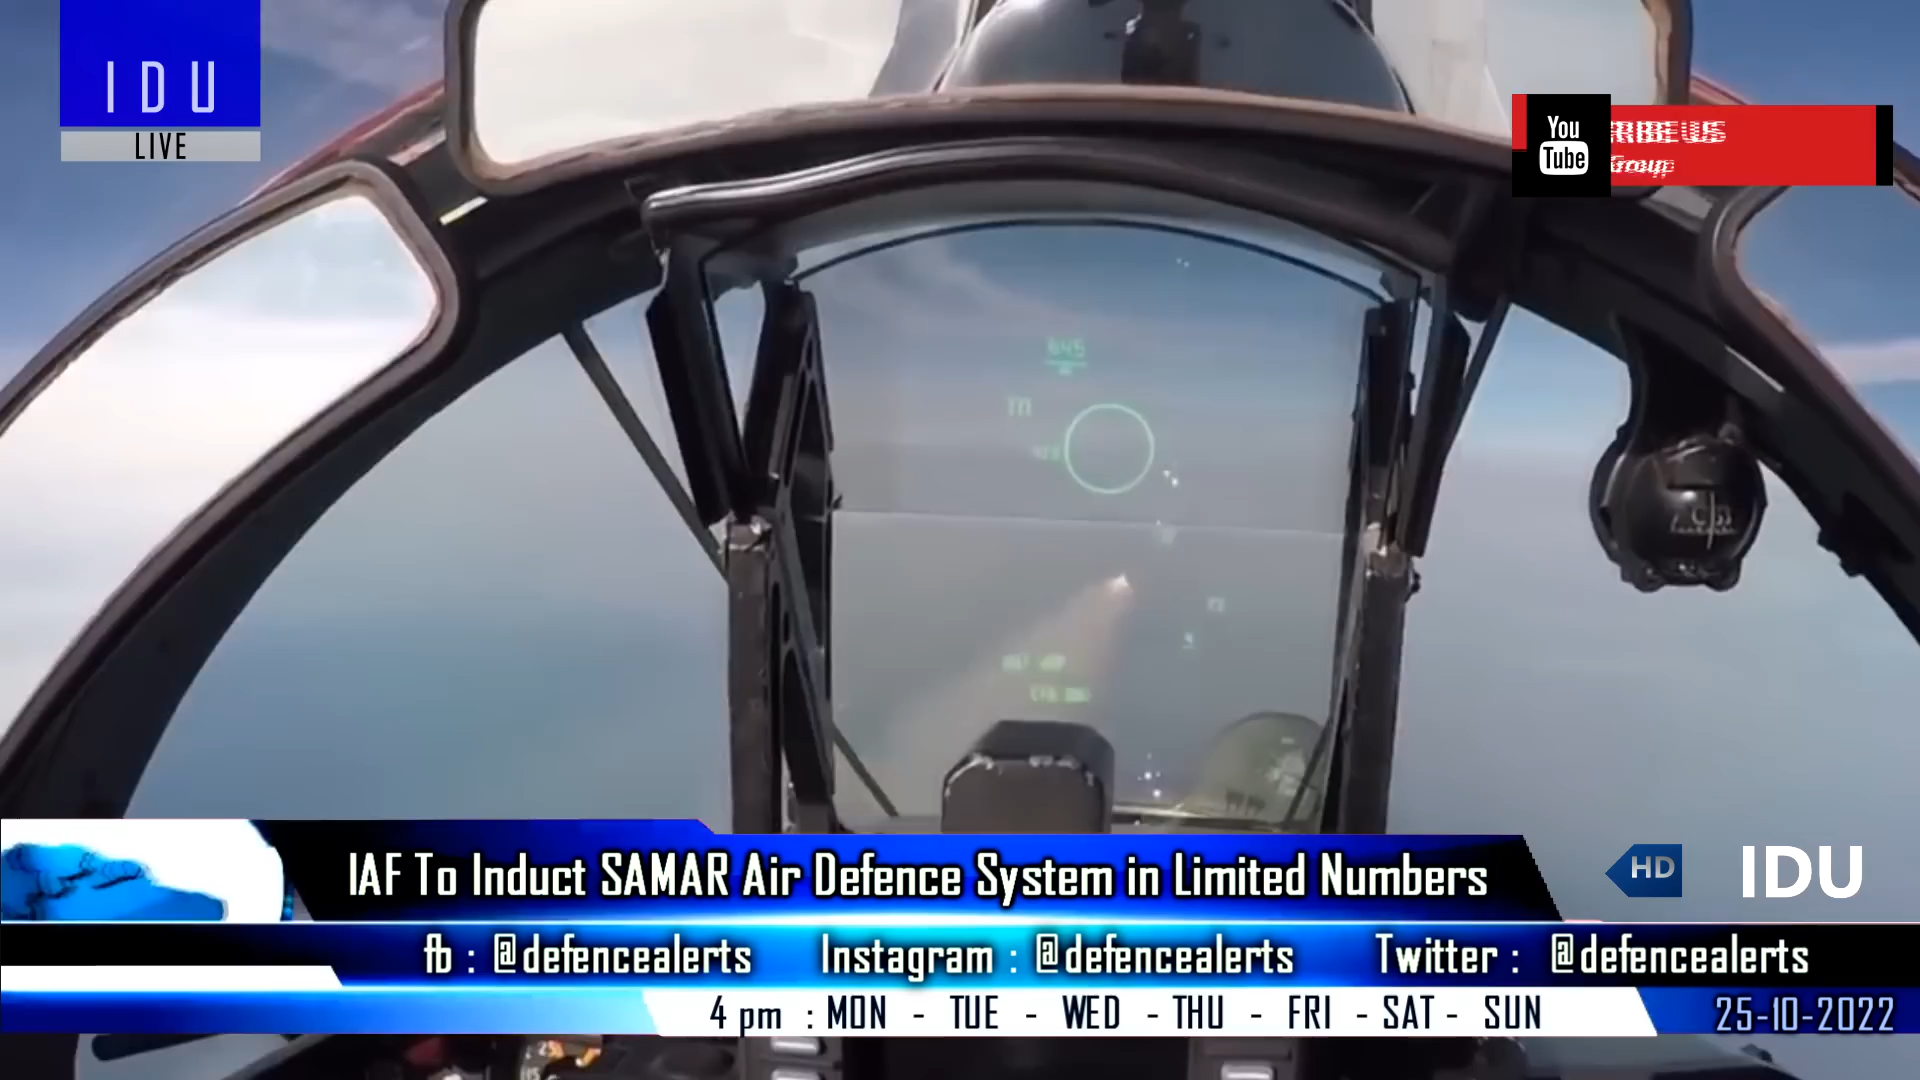 IDU
LIVE
You
Tube
645
IAF To Induct SAMAR Air Defence System in Limited Numbers
HD
IDU
fb : @defencealerts Instagram : @defencealerts Twitter : @defencealerts
4 pm : MON - TUE - WED - THU - FRI - SAT - SUN
25-10-2022